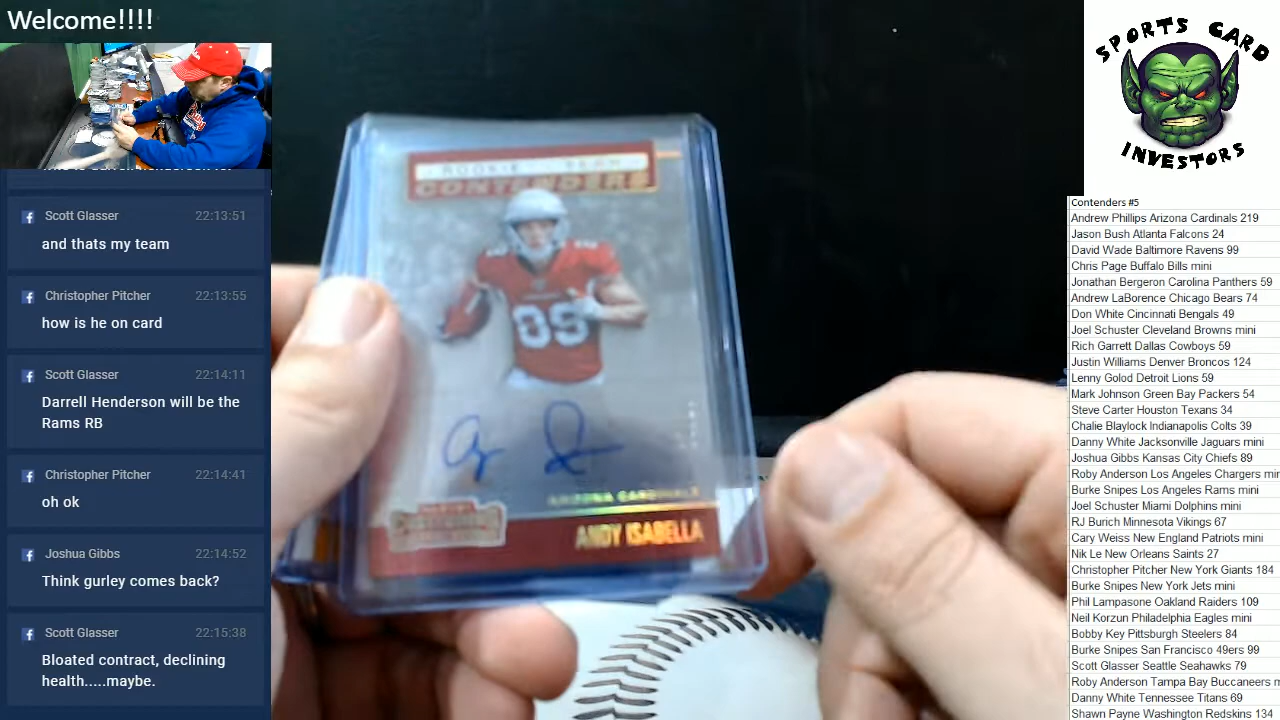 Welcome!!!!
Scott Glasser 22:13:51
and thats my team
Christopher Pitcher 22:13:55
how is he on card
Scott Glasser 22:14:11
Darrell Henderson will be the
Rams RB
Christopher Pitcher 22:14:41
oh ok
Joshua Gibbs 22:14:52
Think gurley comes back?
Scott Glasser 22:15:38
Bloated contract, declining
health.....maybe.
CONTENDERS
89
ARIZONA CARDINALS
ANDY ISABELLA
SPORTS CARD
INVESTORS
Contenders #5
Andrew Phillips Arizona Cardinals 219
Jason Bush Atlanta Falcons 24
David Wade Baltimore Ravens 99
Chris Page Buffalo Bills mini
Jonathan Bergeron Carolina Panthers 59
Andrew LaBorence Chicago Bears 74
Don White Cincinnati Bengals 49
Joel Schuster Cleveland Browns mini
Rich Garrett Dallas Cowboys 59
Justin Williams Denver Broncos 124
Lenny Golod Detroit Lions 59
Mark Johnson Green Bay Packers 54
Steve Carter Houston Texans 34
Chalie Blaylock Indianapolis Colts 39
Danny White Jacksonville Jaguars mini
Joshua Gibbs Kansas City Chiefs 89
Roby Anderson Los Angeles Chargers mi
Burke Snipes Los Angeles Rams mini
Joel Schuster Miami Dolphins mini
RJ Burich Minnesota Vikings 67
Cary Weiss New England Patriots mini
Nik Le New Orleans Saints 27
Christopher Pitcher New York Giants 184
Burke Snipes New York Jets mini
Phil Lampasone Oakland Raiders 109
Neil Korzun Philadelphia Eagles mini
Bobby Key Pittsburgh Steelers 84
Burke Snipes San Francisco 49ers 99
Scott Glasser Seattle Seahawks 79
Roby Anderson Tampa Bay Buccaneers m
Danny White Tennessee Titans 69
Shawn Payne Washington Redskins 134